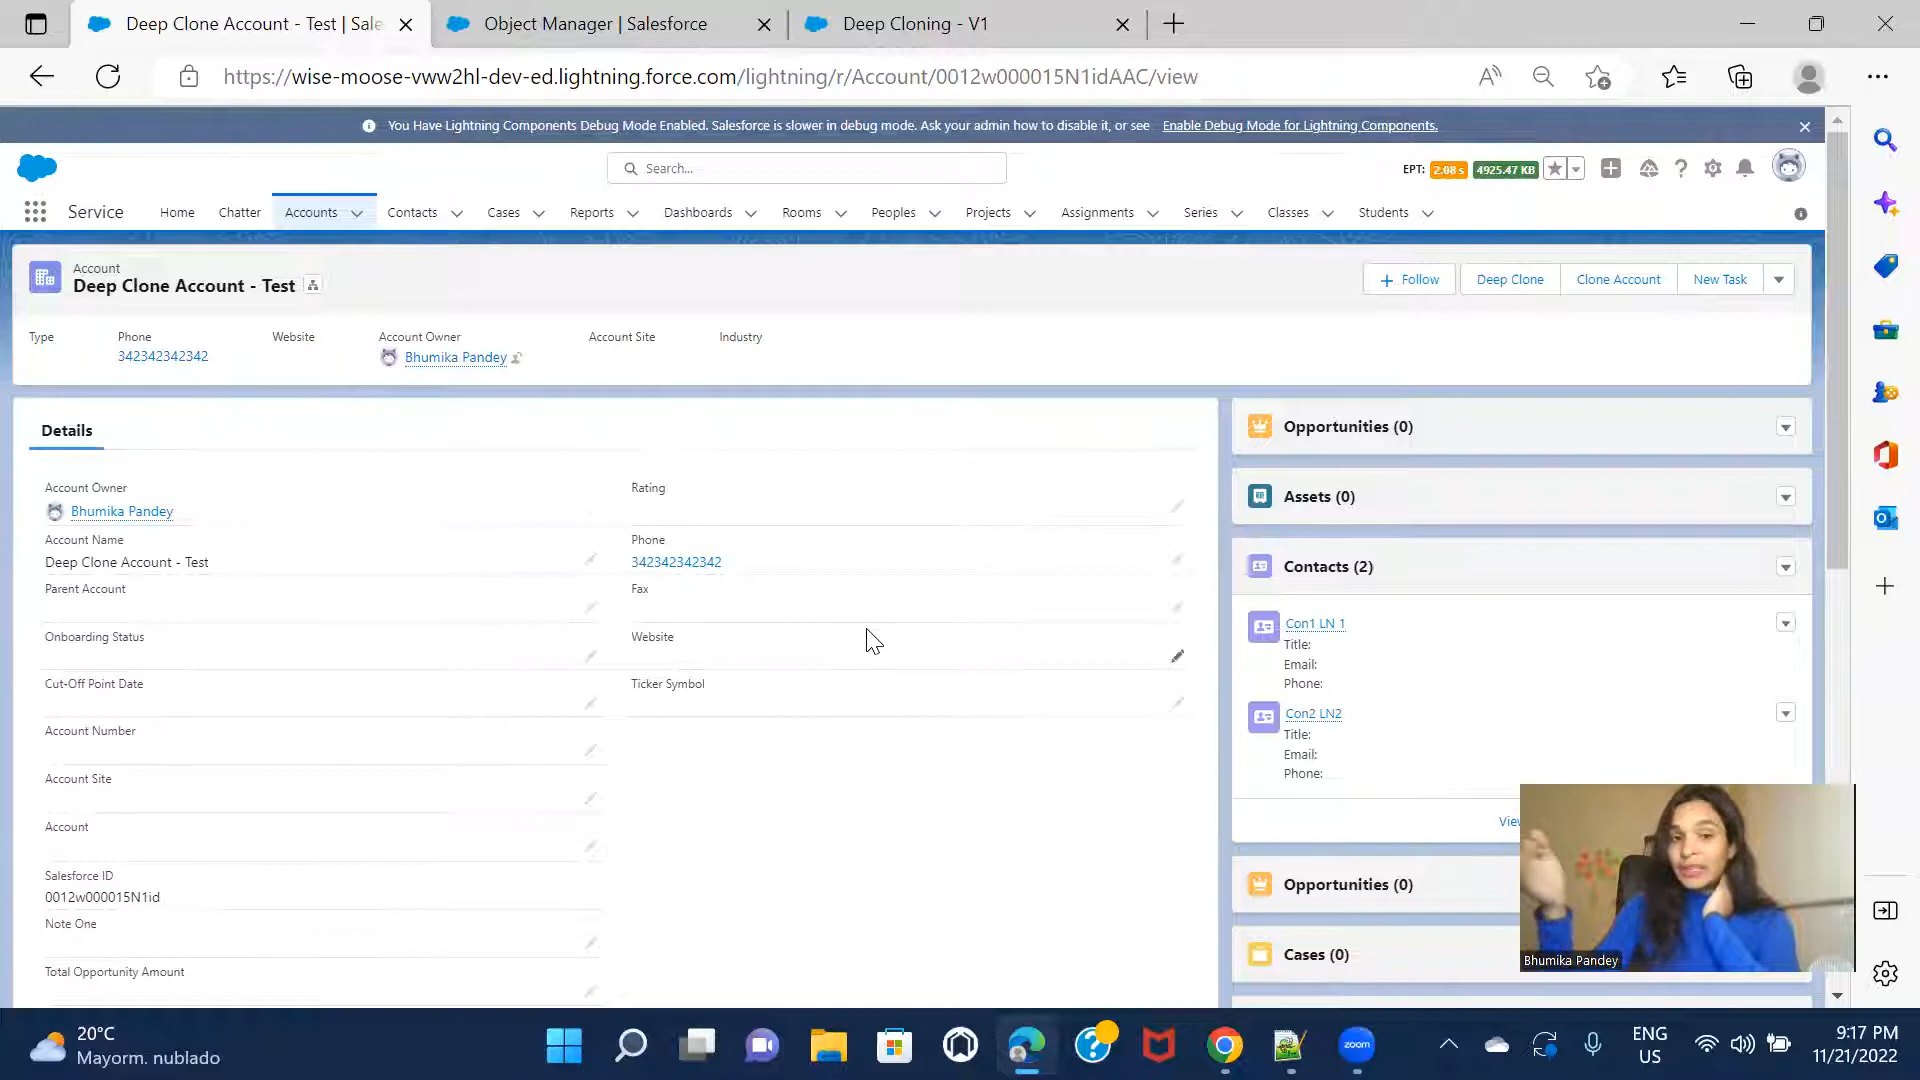 Deep Clone Account - Test | Sale
Object Manager | Salesforce
Deep Cloning - V1
https://wise-moose-vww2hl-dev-ed.lightning.force.com/lightning/r/Account/0012w000015N1idAAC/view
You Have Lightning Components Debug Mode Enabled. Salesforce is slower in debug mode. Ask your admin how to disable it, or see Enable Debug Mode for Lightning Components.
Search...
EPT: 2.08 s 4925.47 KB
Service Home Chatter Accounts Contacts Cases Reports Dashboards Rooms Peoples Projects Assignments Series Classes Students
Account
Deep Clone Account - Test
Follow Deep Clone Clone Account New Task
Type Phone Website Account Owner Account Site Industry
342342342342 Bhumika Pandey
Details
Account Owner
Bhumika Pandey
Rating
Account Name
Deep Clone Account - Test
Phone
342342342342
Parent Account
Fax
Onboarding Status
Website
Cut-Off Point Date
Ticker Symbol
Account Number
Account Site
Account
Salesforce ID
0012w000015N1id
Note One
Total Opportunity Amount
Opportunities (0)
Assets (0)
Contacts (2)
Con1 LN 1
Title:
Email:
Phone:
Con2 LN2
Title:
Email:
Phone:
View
Opportunities (0)
Cases (0)
Bhumika Pandey
20°C
Mayorm. nublado
zoom
ENG
US
9:17 PM
11/21/2022